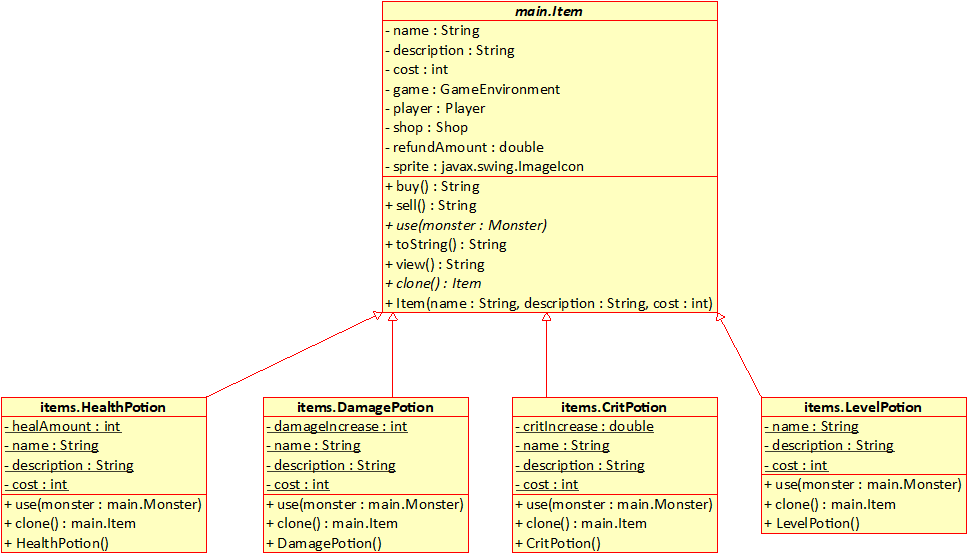 main.Item
- name : String
- description : String
- cost : int
- game : GameEnvironment
- player : Player
- shop : Shop
- refundAmount : double
- sprite : javax.swing.ImageIcon
+ buy() : String
+ sell() : String
+ use(monster : Monster)
+ toString() : String
+ view() : String
+ clone() : Item
+ Item(name : String, description : String, cost : int)
items.HealthPotion
- healAmount : int
- name : String
- description : String
- cost : int
+ use(monster : main.Monster)
+ clone() : main.Item
+ HealthPotion()
items.DamagePotion
- damageIncrease : int
- name : String
- description : String
- cost : int
+ use(monster : main.Monster)
+ clone() : main.Item
+ DamagePotion()
items.CritPotion
- critIncrease : double
- name : String
- description : String
- cost : int
+ use(monster : main.Monster)
+ clone() : main.Item
+ CritPotion()
items.LevelPotion
- name : String
- description : String
- cost : int
+ use(monster : main.Monster)
+ clone() : main.Item
+ LevelPotion()